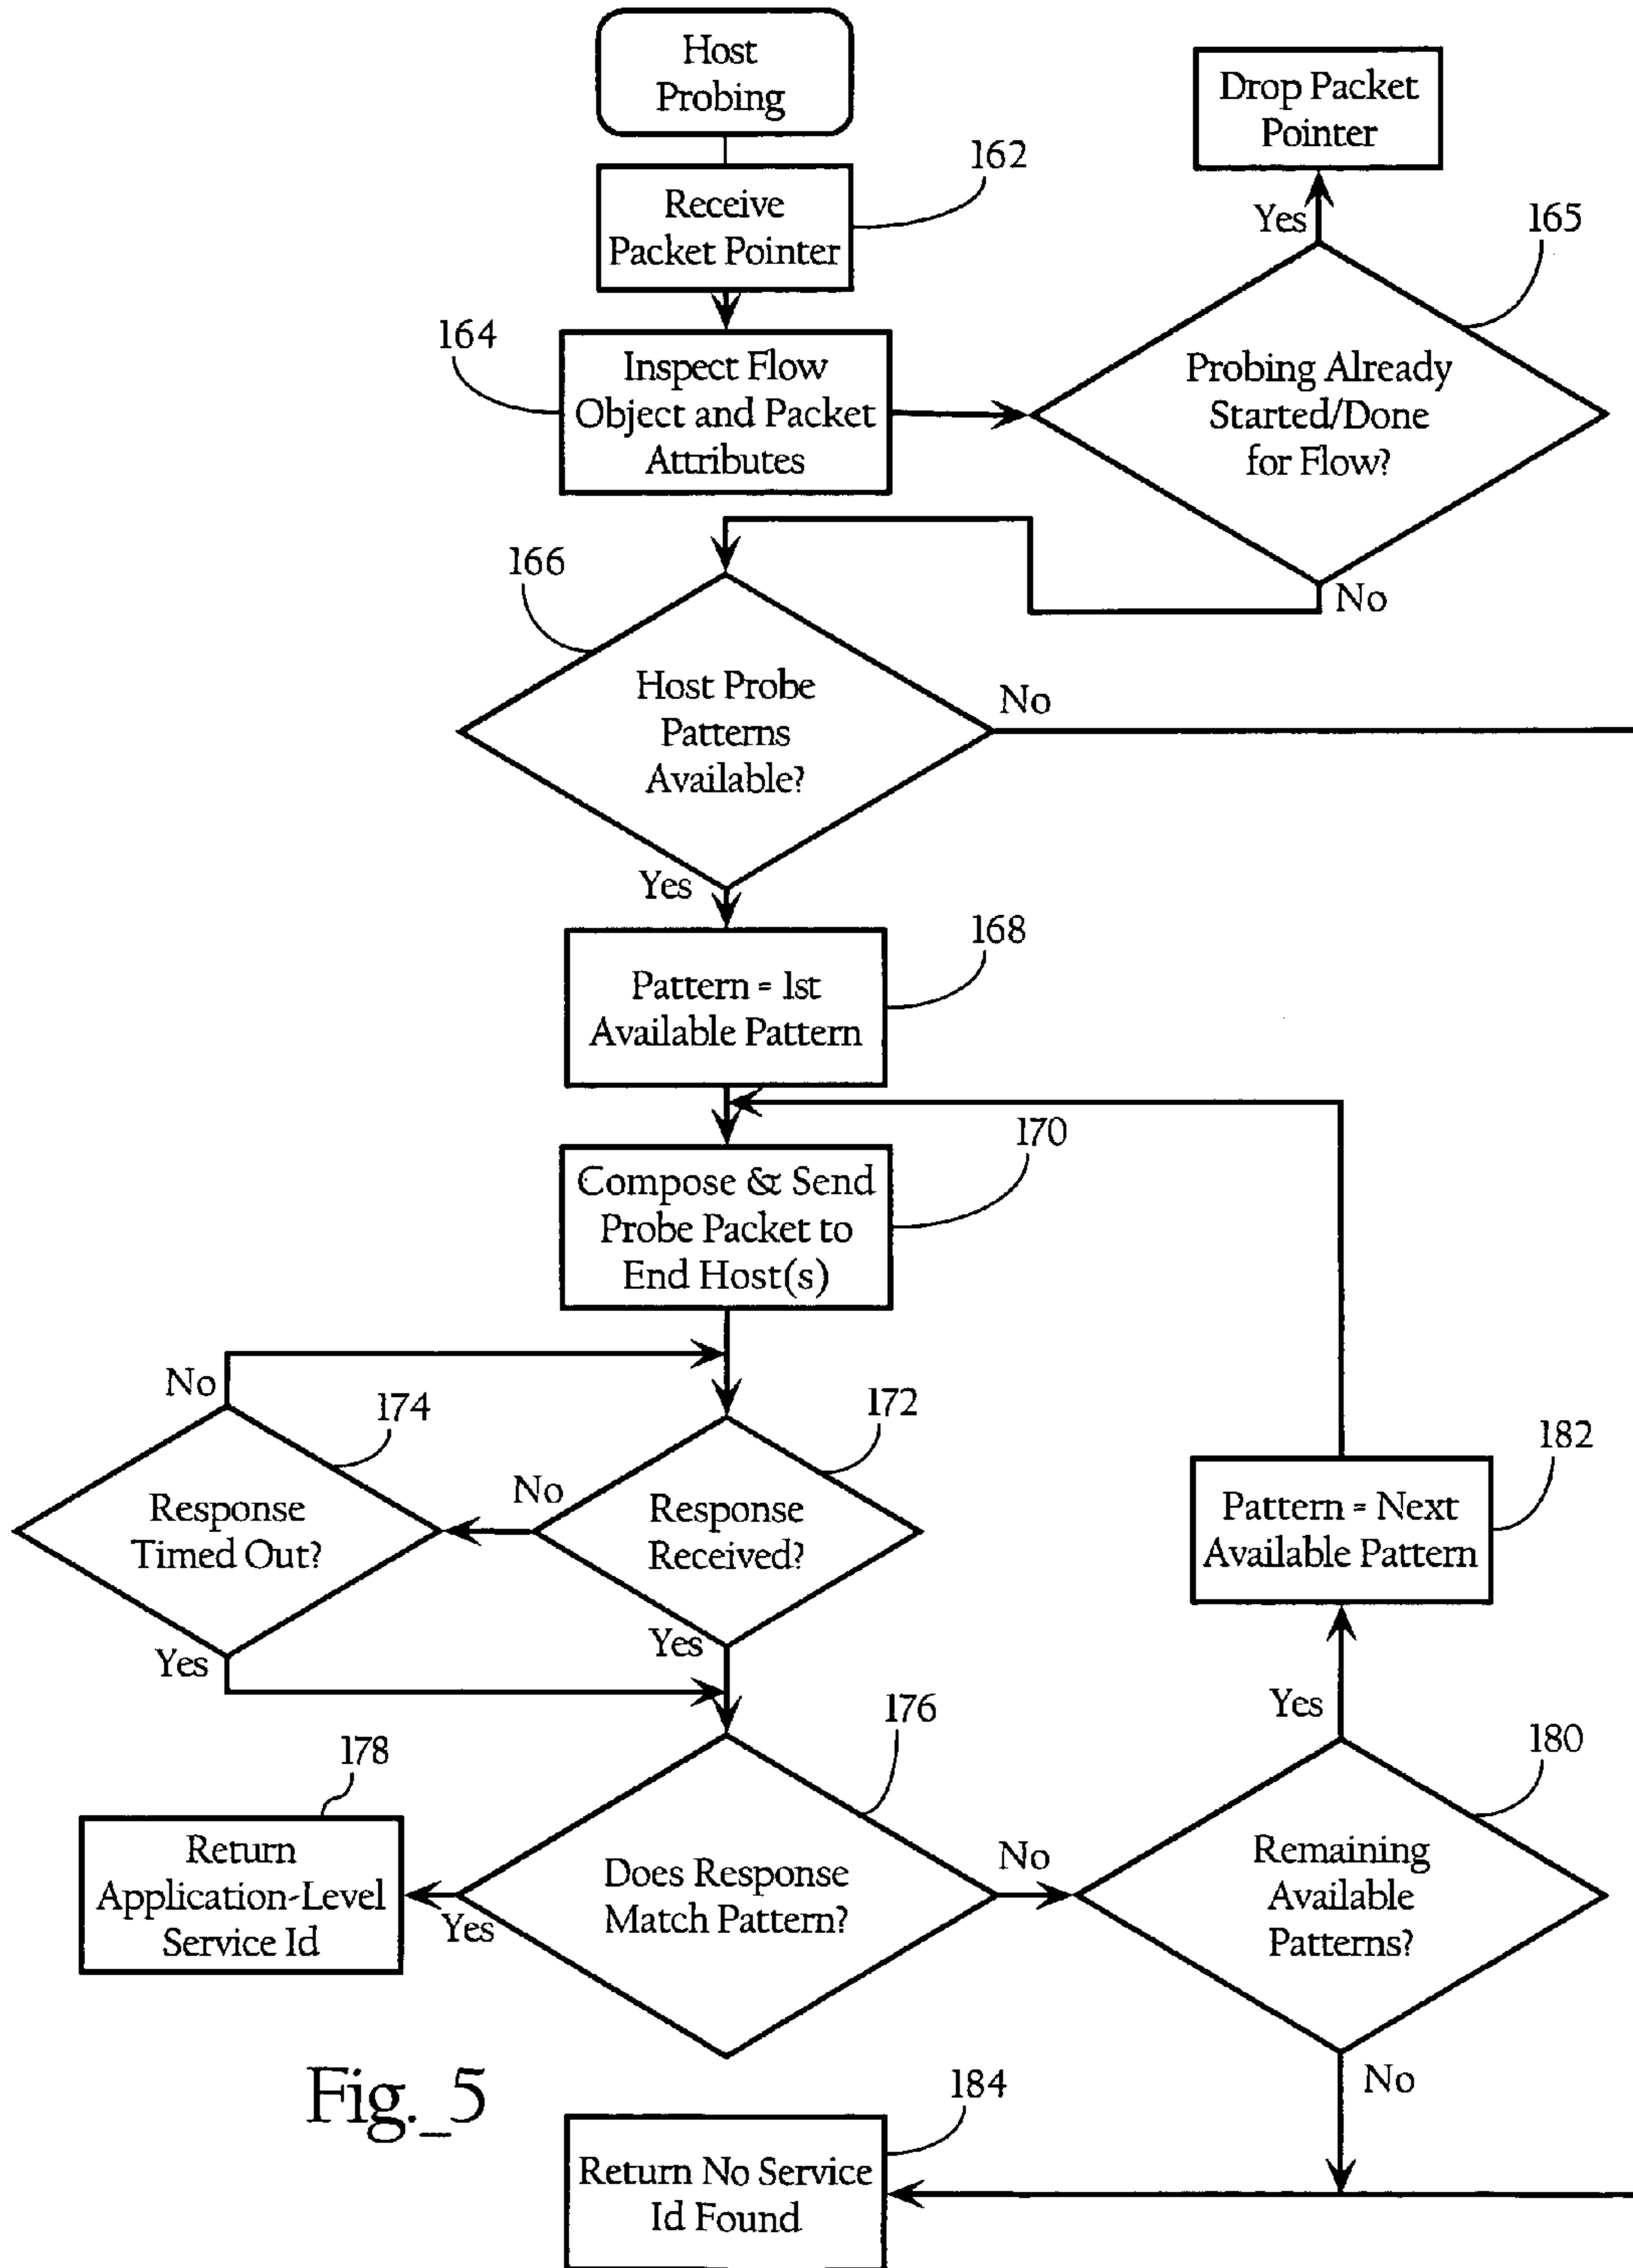 Host
Probing
Drop Packet
Pointer
162
Receive
Packet Pointer
Yes
165
164
Inspect Flow
Object and Packet
Attributes
Probing Already
Started/Done
for Flow?
No
166
Host Probe
Patterns
Available?
No
Yes
168
Pattern = 1st
Available Pattern
170
Compose & Send
Probe Packet to
End Host(s)
No
174
172
Response
Timed Out?
No
Response
Received?
182
Pattern = Next
Available Pattern
Yes
Yes
Yes
176
180
178
Return
Application-Level
Service Id
Yes
Does Response
Match Pattern?
No
Remaining
Available
Patterns?
No
Fig._5
184
Return No Service
Id Found